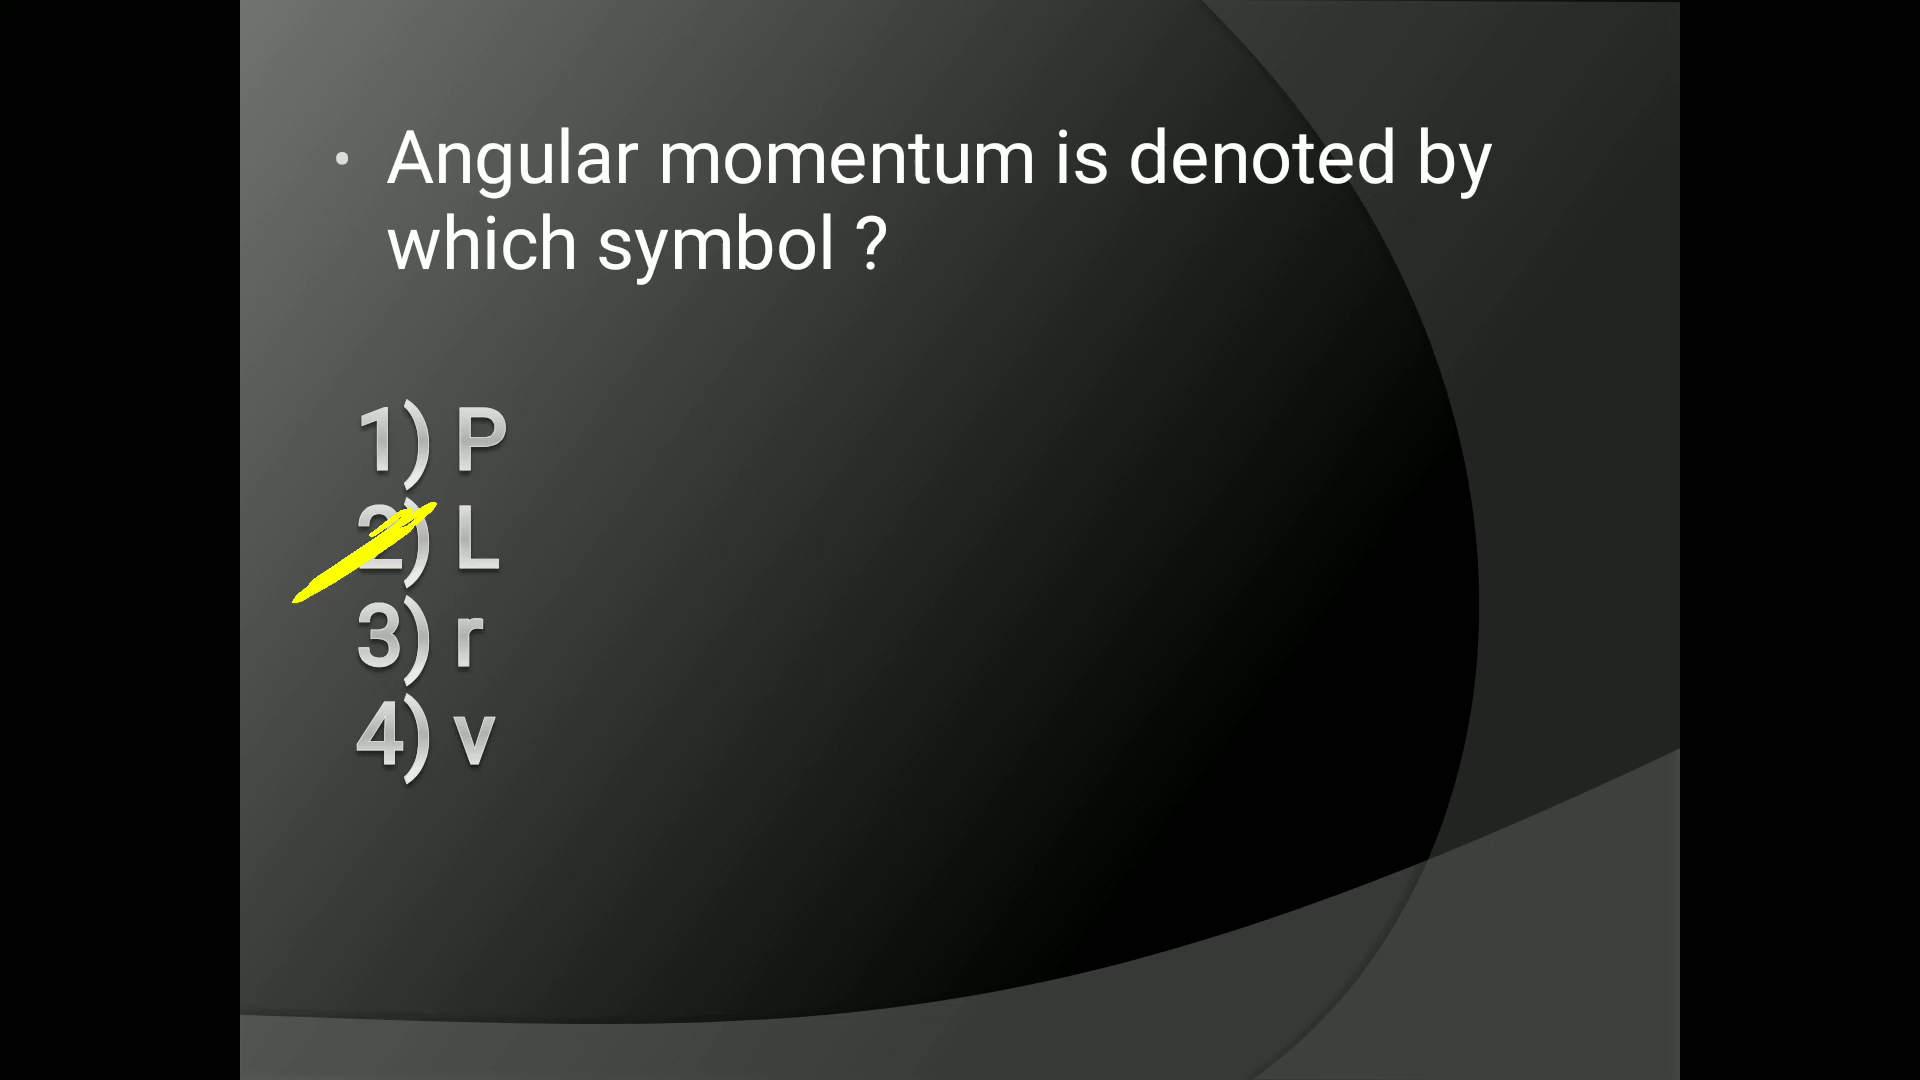 • Angular momentum is denoted by
which symbol ?
1) P
2) L
3) r
4) v